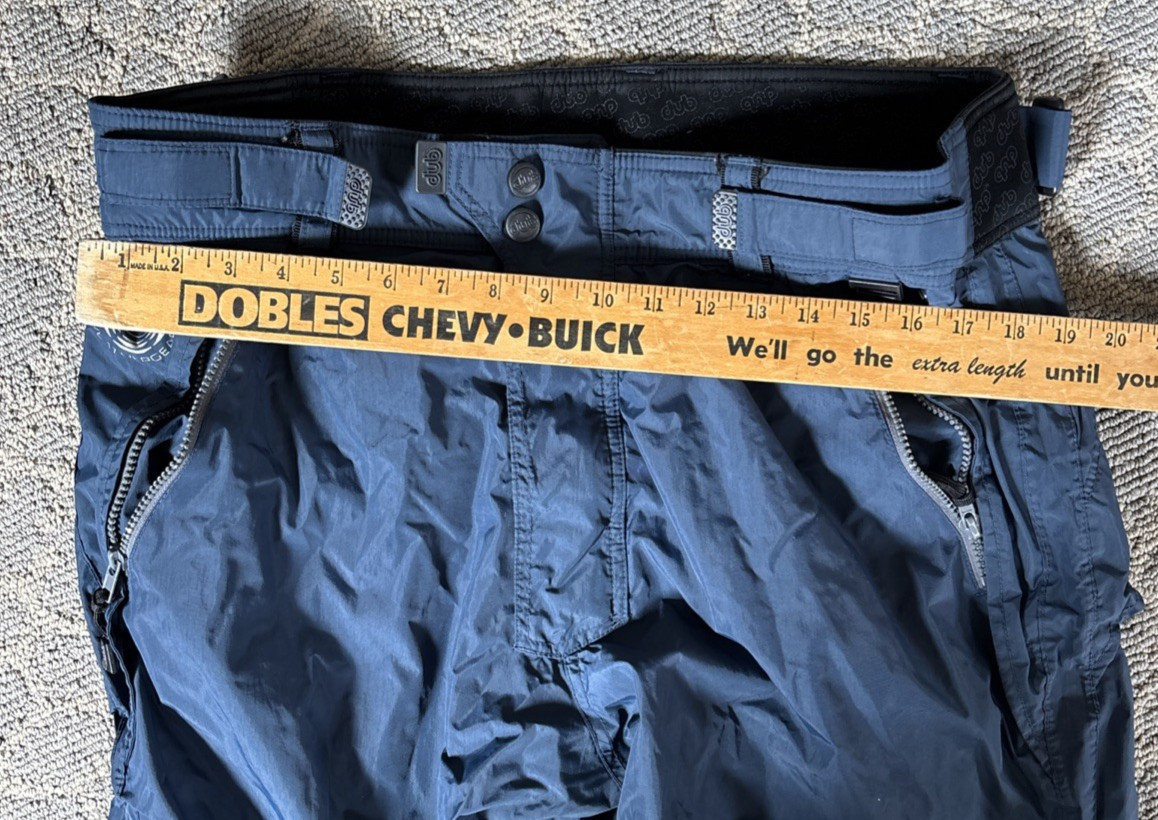 dub
dub
dub
1 MADE IN U.S.A. 2 3 4 5 6 7 8 9 10 11 12 13 14 15 16 17 18 19 20
DOBLES CHEVY•BUICK We'll go the extra length until you